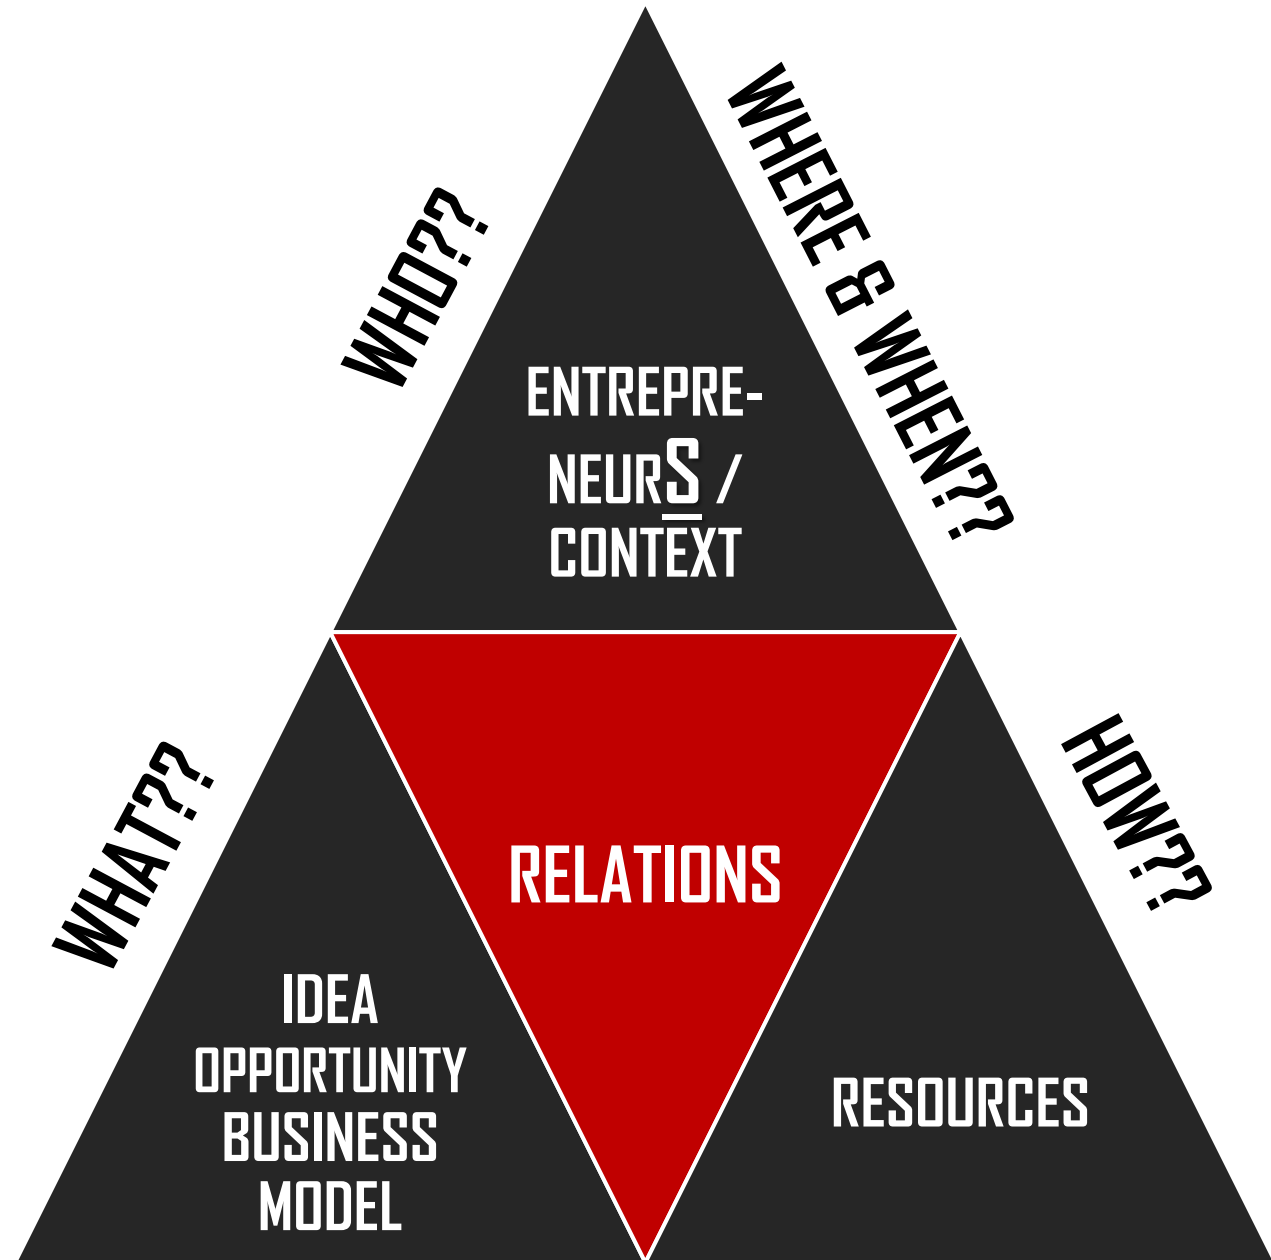 WHO??
WHERE & WHEN??
ENTREPRE-
NEURS /
CONTEXT
WHAT??
HOW??
RELATIONS
IDEA
OPPORTUNITY
BUSINESS
MODEL
RESOURCES